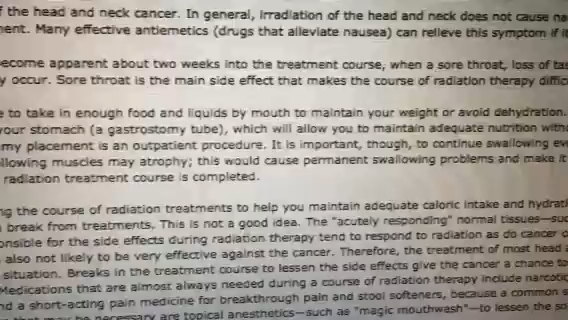 f the head and neck cancer. In general, irradiation of the head and neck does not cause na
ment. Many effective antiemetics (drugs that alleviate nausea) can relieve this symptom if it
ecome apparent about two weeks into the treatment course, when a sore throat, loss of tas
y occur. Sore throat is the main side effect that makes the course of radiation therapy diffic
e to take in enough food and liquids by mouth to maintain your weight or avoid dehydration.
your stomach (a gastrostomy tube), which will allow you to maintain adequate nutrition with
my placement is an outpatient procedure. It is important, though, to continue swallowing eve
llowing muscles may atrophy; this would cause permanent swallowing problems and make it
radiation treatment course is completed.
ng the course of radiation treatments to help you maintain adequate caloric intake and hydrati
break from treatments. This is not a good idea. The "acutely responding" normal tissues—suc
onsible for the side effects during radiation therapy tend to respond to radiation as do cancer c
also not likely to be very effective against the cancer. Therefore, the treatment of most head a
situation. Breaks in the treatment course to lessen the side effects give the cancer a chance to
Medications that are almost always needed during a course of radiation therapy include narcotic
nd a short-acting pain medicine for breakthrough pain and stool softeners, because a common s
that may be necessary are topical anesthetics—such as "magic mouthwash"—to lessen the so